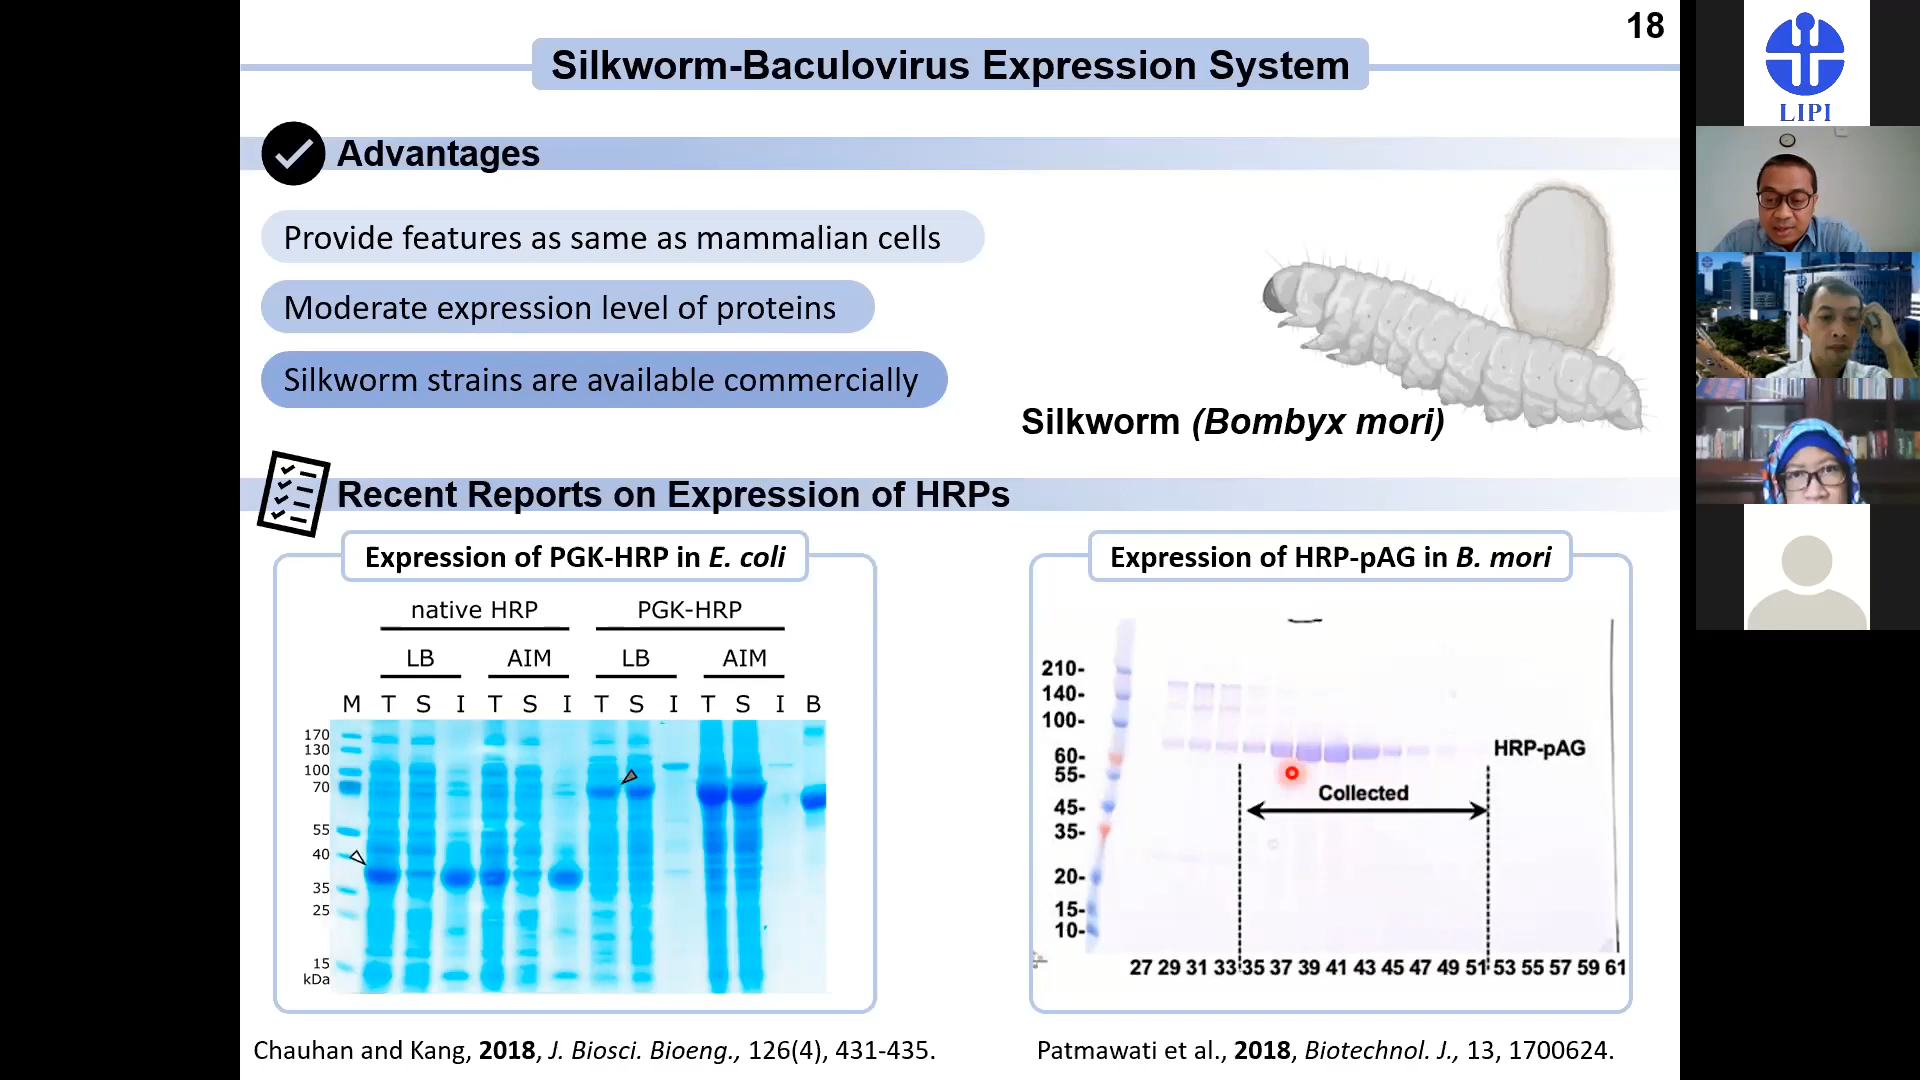 18
Silkworm-Baculovirus Expression System
Advantages
Provide features as same as mammalian cells
Moderate expression level of proteins
Silkworm strains are available commercially
Silkworm (Bombyx mori)
Recent Reports on Expression of HRPs
Expression of PGK-HRP in E. coli
native HRP PGK-HRP
LB AIM LB AIM
M T S I T S I T S I T S I B
170
130
100
70
55
40
35
25
15
kDa
Chauhan and Kang, 2018, J. Biosci. Bioeng., 126(4), 431-435.
Expression of HRP-pAG in B. mori
210-
140-
100-
60-
55-
45-
35-
20-
15-
10-
HRP-pAG
Collected
27 29 31 33 35 37 39 41 43 45 47 49 51 53 55 57 59 61
Patmawati et al., 2018, Biotechnol. J., 13, 1700624.
LIPI